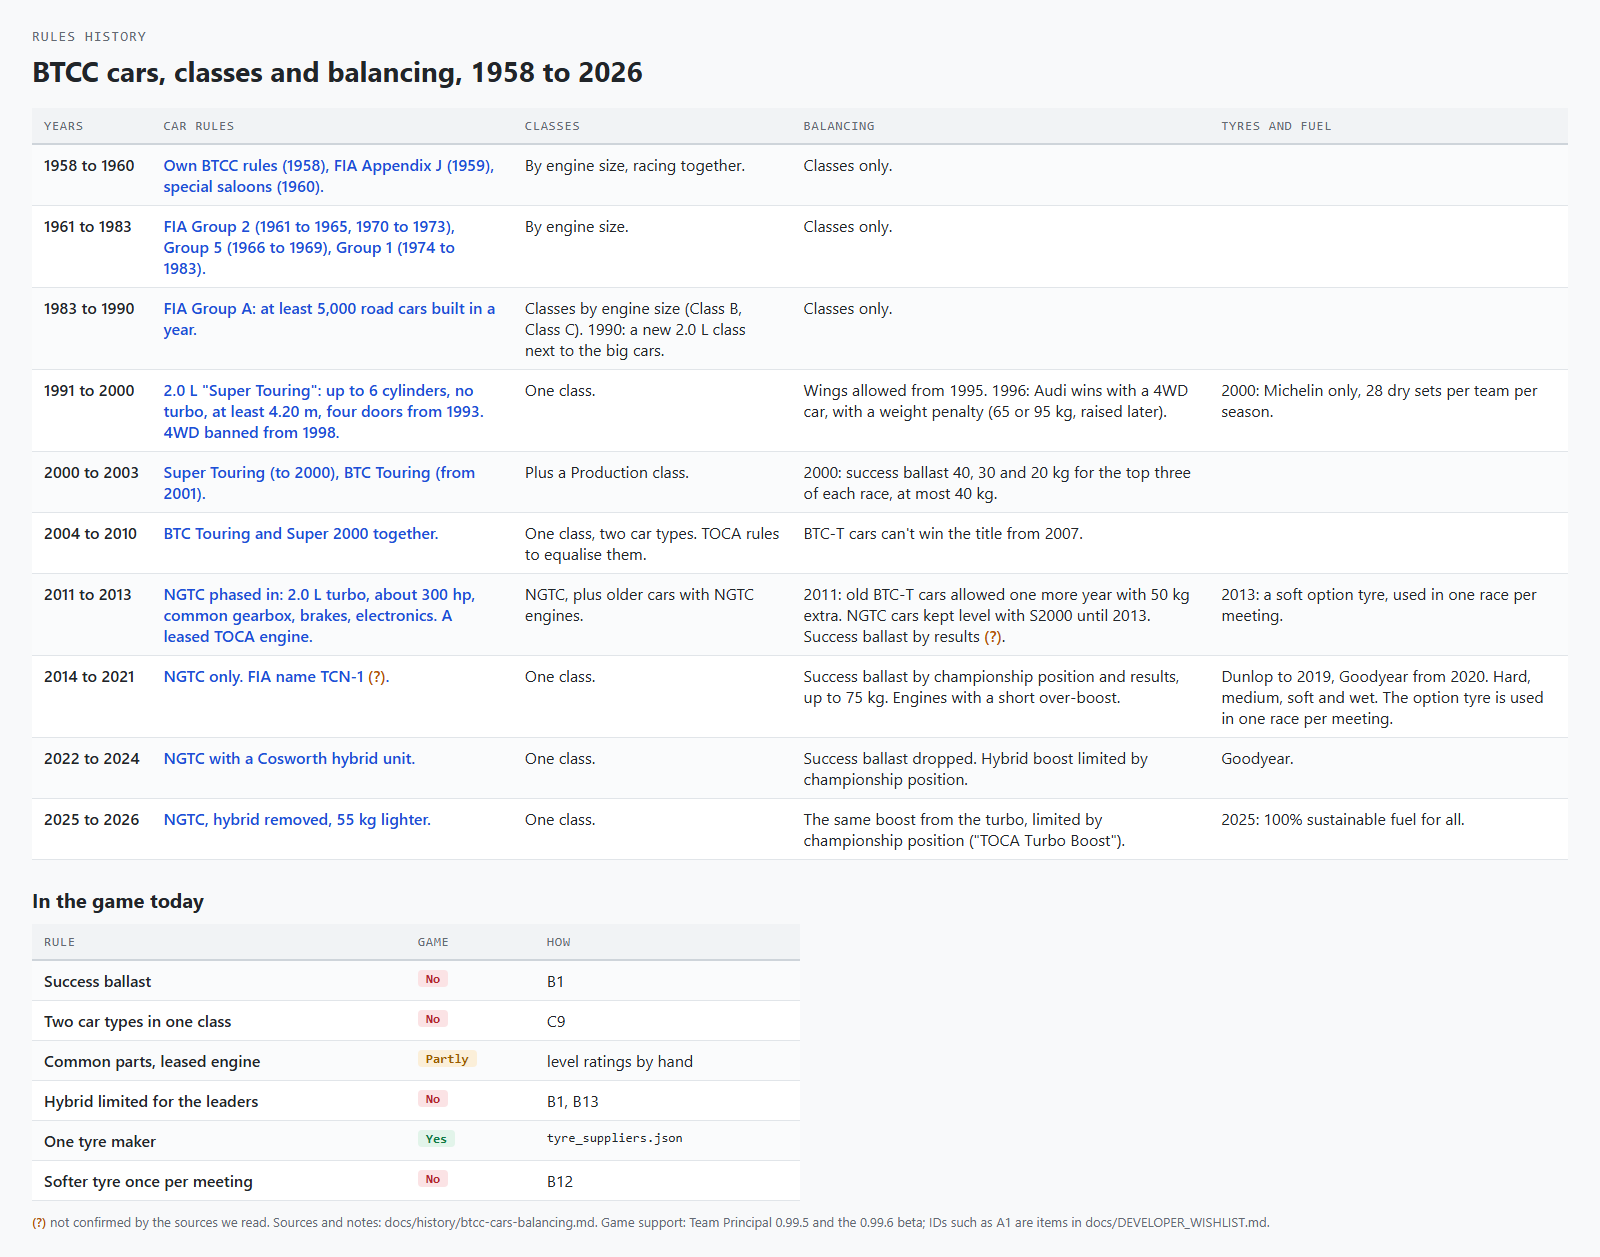 RULES HISTORY
BTCC cars, classes and balancing, 1958 to 2026
YEARS CAR RULES CLASSES BALANCING TYRES AND FUEL
1958 to 1960 Own BTCC rules (1958), FIA Appendix J (1959), By engine size, racing together. Classes only.
special saloons (1960).
1961 to 1983 FIA Group 2 (1961 to 1965, 1970 to 1973), By engine size. Classes only.
Group 5 (1966 to 1969), Group 1 (1974 to
1983).
1983 to 1990 FIA Group A: at least 5,000 road cars built in a Classes by engine size (Class B, Classes only.
year. Class C). 1990: a new 2.0 L class
next to the big cars.
1991 to 2000 2.0 L "Super Touring": up to 6 cylinders, no One class. Wings allowed from 1995. 1996: Audi wins with a 4WD 2000: Michelin only, 28 dry sets per team per
turbo, at least 4.20 m, four doors from 1993. car, with a weight penalty (65 or 95 kg, raised later). season.
4WD banned from 1998.
2000 to 2003 Super Touring (to 2000), BTC Touring (from Plus a Production class. 2000: success ballast 40, 30 and 20 kg for the top three
2001). of each race, at most 40 kg.
2004 to 2010 BTC Touring and Super 2000 together. One class, two car types. TOCA rules BTC-T cars can't win the title from 2007.
to equalise them.
2011 to 2013 NGTC phased in: 2.0 L turbo, about 300 hp, NGTC, plus older cars with NGTC 2011: old BTC-T cars allowed one more year with 50 kg 2013: a soft option tyre, used in one race per
common gearbox, brakes, electronics. A engines. extra. NGTC cars kept level with S2000 until 2013. meeting.
leased TOCA engine. Success ballast by results (?).
2014 to 2021 NGTC only. FIA name TCN-1 (?). One class. Success ballast by championship position and results, Dunlop to 2019, Goodyear from 2020. Hard,
up to 75 kg. Engines with a short over-boost. medium, soft and wet. The option tyre is used
in one race per meeting.
2022 to 2024 NGTC with a Cosworth hybrid unit. One class. Success ballast dropped. Hybrid boost limited by Goodyear.
championship position.
2025 to 2026 NGTC, hybrid removed, 55 kg lighter. One class. The same boost from the turbo, limited by 2025: 100% sustainable fuel for all.
championship position ("TOCA Turbo Boost").
In the game today
RULE GAME HOW
Success ballast No B1
Two car types in one class No C9
Common parts, leased engine Partly level ratings by hand
Hybrid limited for the leaders No B1, B13
One tyre maker Yes tyre_suppliers.json
Softer tyre once per meeting No B12
(?) not confirmed by the sources we read. Sources and notes: docs/history/btcc-cars-balancing.md. Game support: Team Principal 0.99.5 and the 0.99.6 beta; IDs such as A1 are items in docs/DEVELOPER_WISHLIST.md.